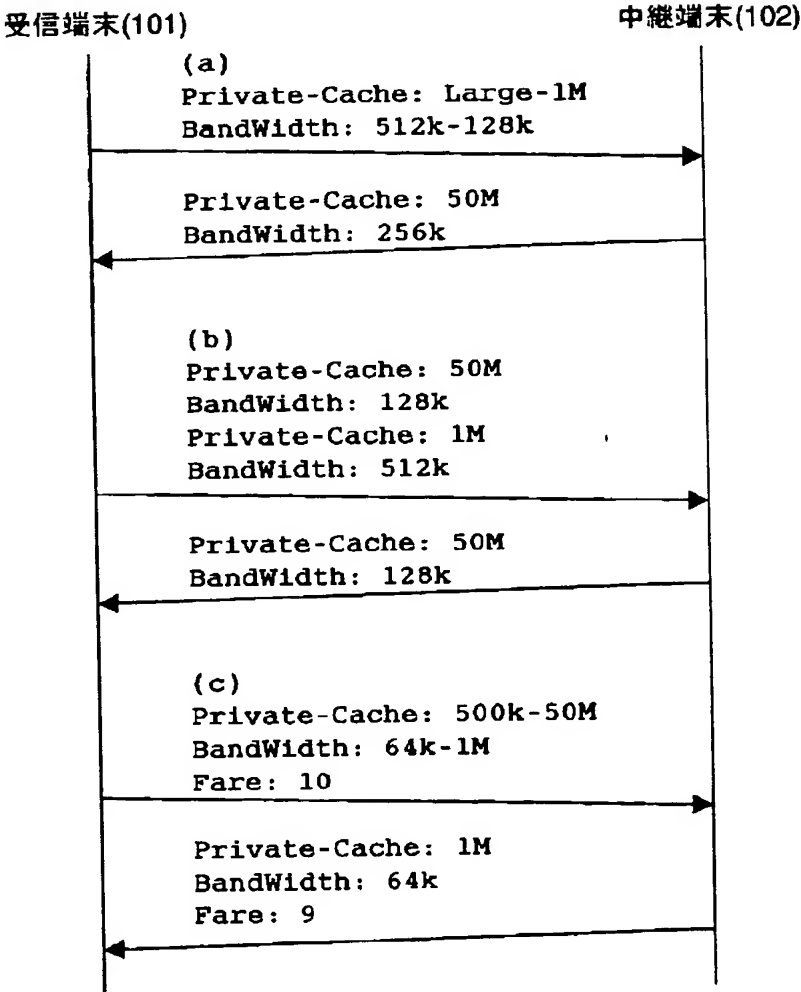 受信端末(101)
中継端末(102)
(a)
Private-Cache: Large-1M
BandWidth: 512k-128k
Private-Cache: 50M
BandWidth: 256k
(b)
Private-Cache: 50M
BandWidth: 128k
Private-Cache: 1M
BandWidth: 512k
Private-Cache: 50M
BandWidth: 128k
(c)
Private-Cache: 500k-50M
BandWidth: 64k-1M
Fare: 10
Private-Cache: 1M
BandWidth: 64k
Fare: 9